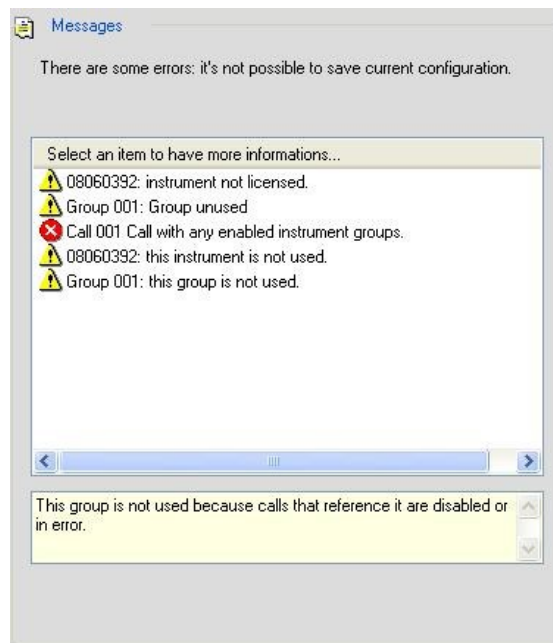 Messages
There are some errors: it's not possible to save current configuration.
Select an item to have more informations...
08060392: instrument not licensed.
Group 001: Group unused
Call 001 Call with any enabled instrument groups.
08060392: this instrument is not used.
Group 001: this group is not used.
This group is not used because calls that reference it are disabled or
in error.